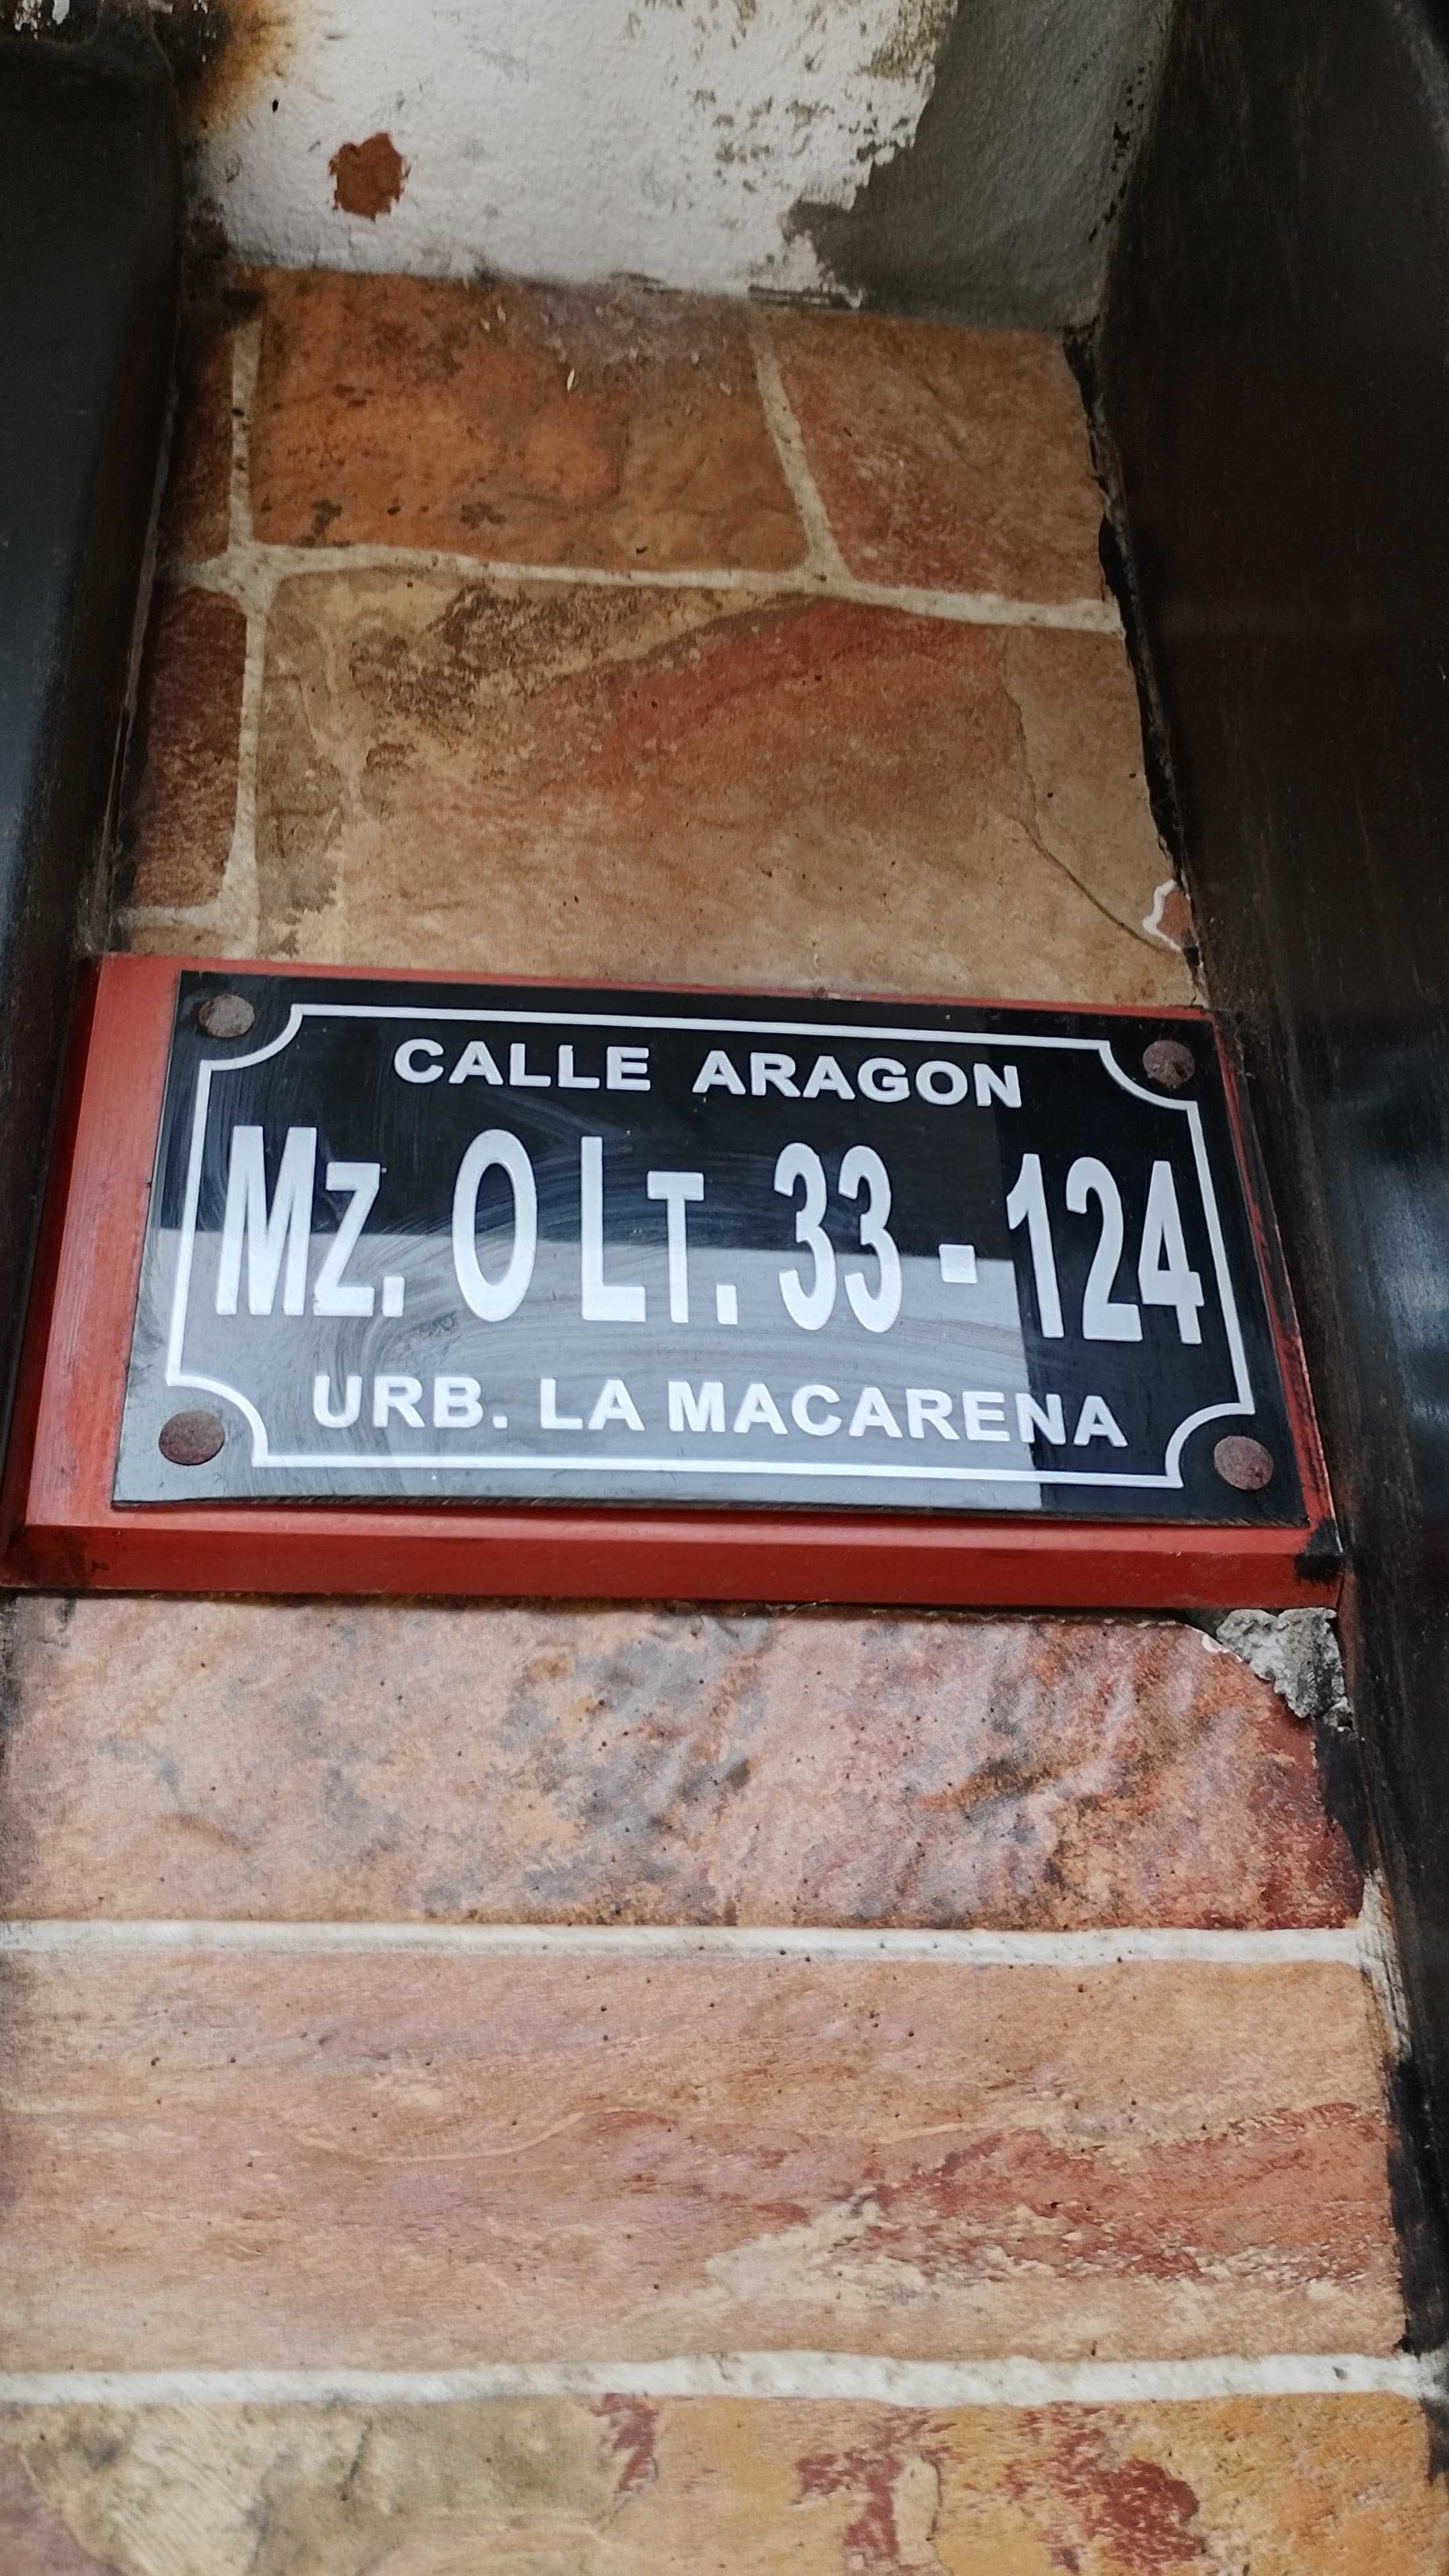 CALLE ARAGON
MZ. O LT. 33 - 124
URB. LA MACARENA